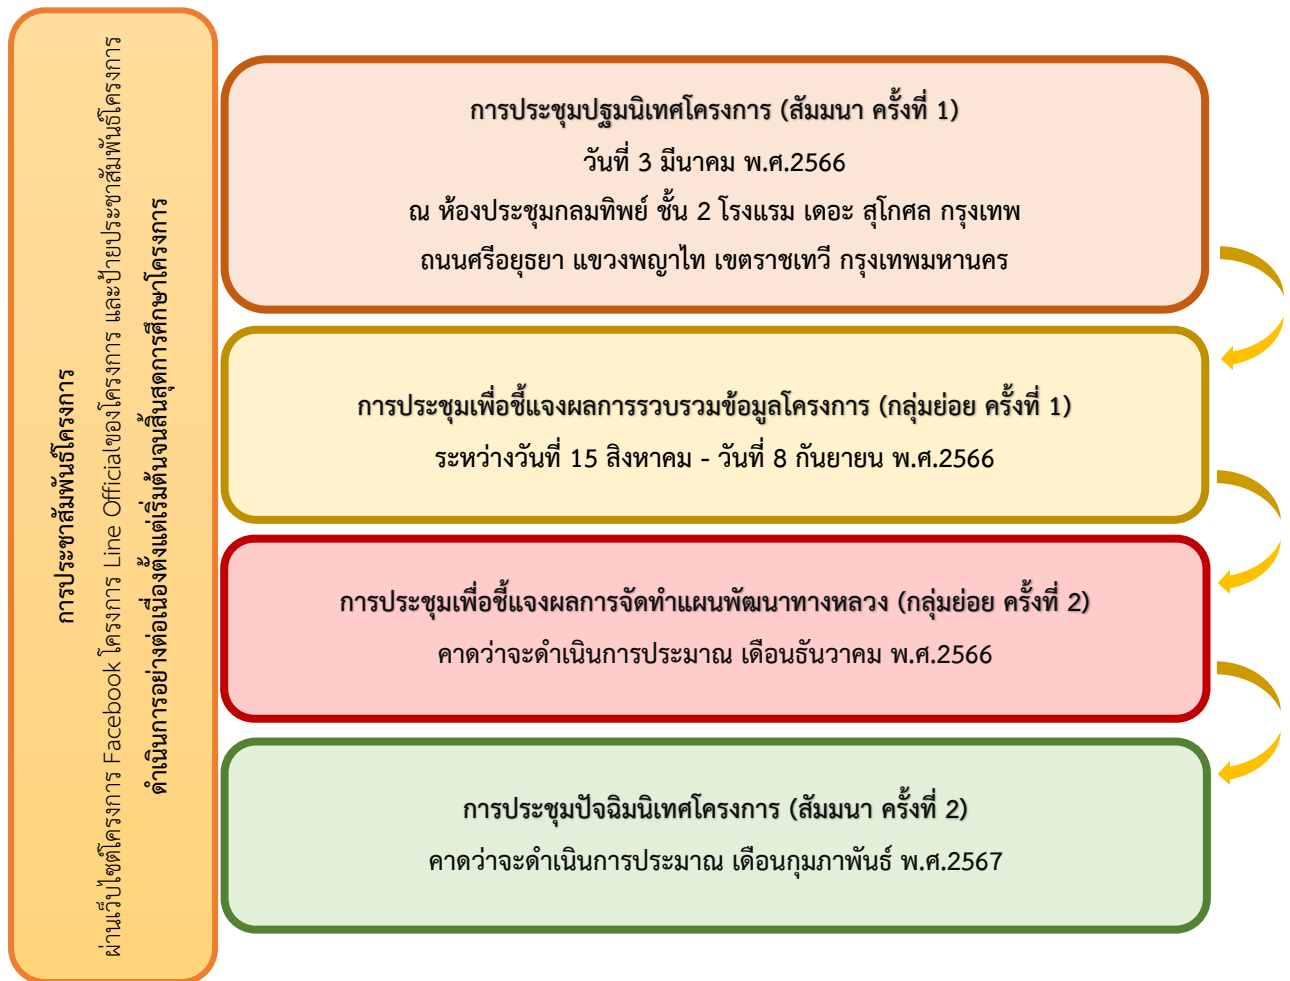 การประชาสัมพันธ์โครงการ
ผ่านเว็บไซต์โครงการ Facebook โครงการ Line Officialของโครงการ และป้ายประชาสัมพันธ์โครงการ
ดำเนินการอย่างต่อเนื่องตั้งแต่เริ่มต้นจนสิ้นสุดการศึกษาโครงการ
การประชุมปฐมนิเทศโครงการ (สัมมนา ครั้งที่ 1)
วันที่ 3 มีนาคม พ.ศ.2566
ณ ห้องประชุมกลมทิพย์ ชั้น 2 โรงแรม เดอะ สุโกศล กรุงเทพ
ถนนศรีอยุธยา แขวงพญาไท เขตราชเทวี กรุงเทพมหานคร
การประชุมเพื่อชี้แจงผลการรวบรวมข้อมูลโครงการ (กลุ่มย่อย ครั้งที่ 1)
ระหว่างวันที่ 15 สิงหาคม - วันที่ 8 กันยายน พ.ศ.2566
การประชุมเพื่อชี้แจงผลการจัดทำแผนพัฒนาทางหลวง (กลุ่มย่อย ครั้งที่ 2)
คาดว่าจะดำเนินการประมาณ เดือนธันวาคม พ.ศ.2566
การประชุมปัจฉิมนิเทศโครงการ (สัมมนา ครั้งที่ 2)
คาดว่าจะดำเนินการประมาณ เดือนกุมภาพันธ์ พ.ศ.2567